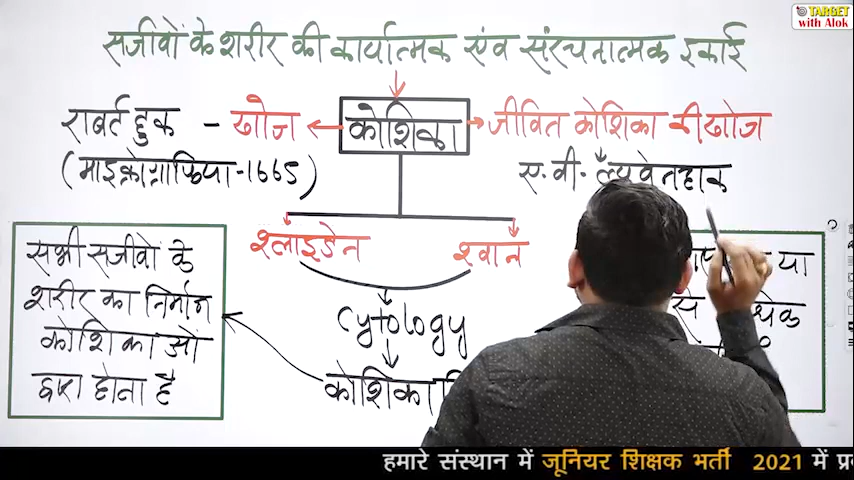 TARGET
with Alok
सजीवों के शरीर की कार्यात्मक एंव संरचनात्मक इकाई
राबर्ट हुक - खोज
कोशिका
जीवित कोशिका की खोज
(माइक्रोग्राफिया-1665)
ए.वी. ल्यूवेनहाक
श्लाइडेन
श्वान
सभी सजीवो के
शरीर का निर्माण
कोशिका ओ
द्वारा होता है
Cytology
कोशिका
या
हमारे संस्थान में जूनियर शिक्षक भर्ती 2021 में